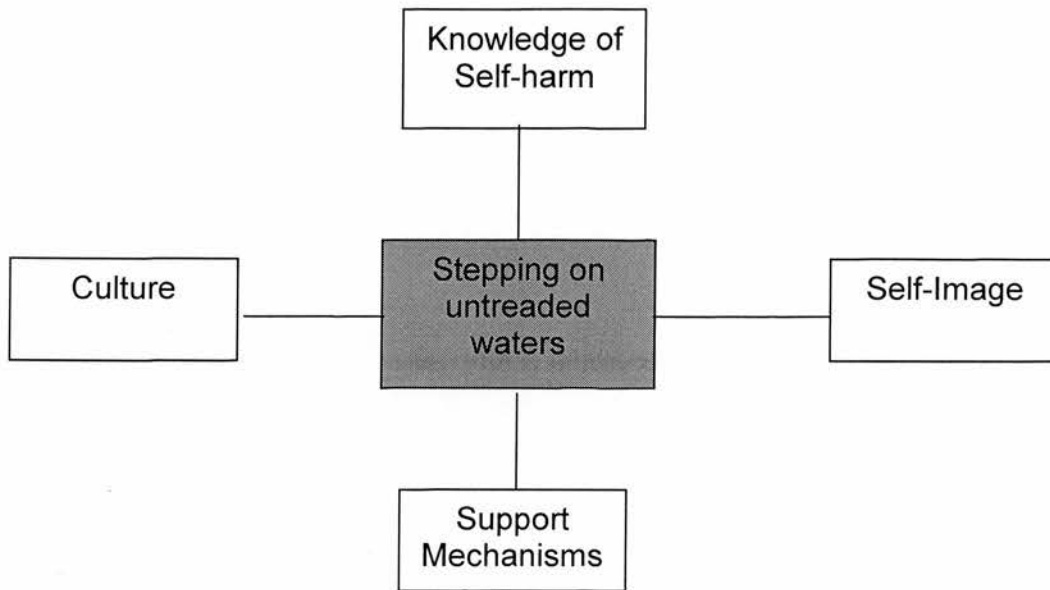 Knowledge of
Self-harm
Culture
Stepping on
untreaded
waters
Self-Image
Support
Mechanisms